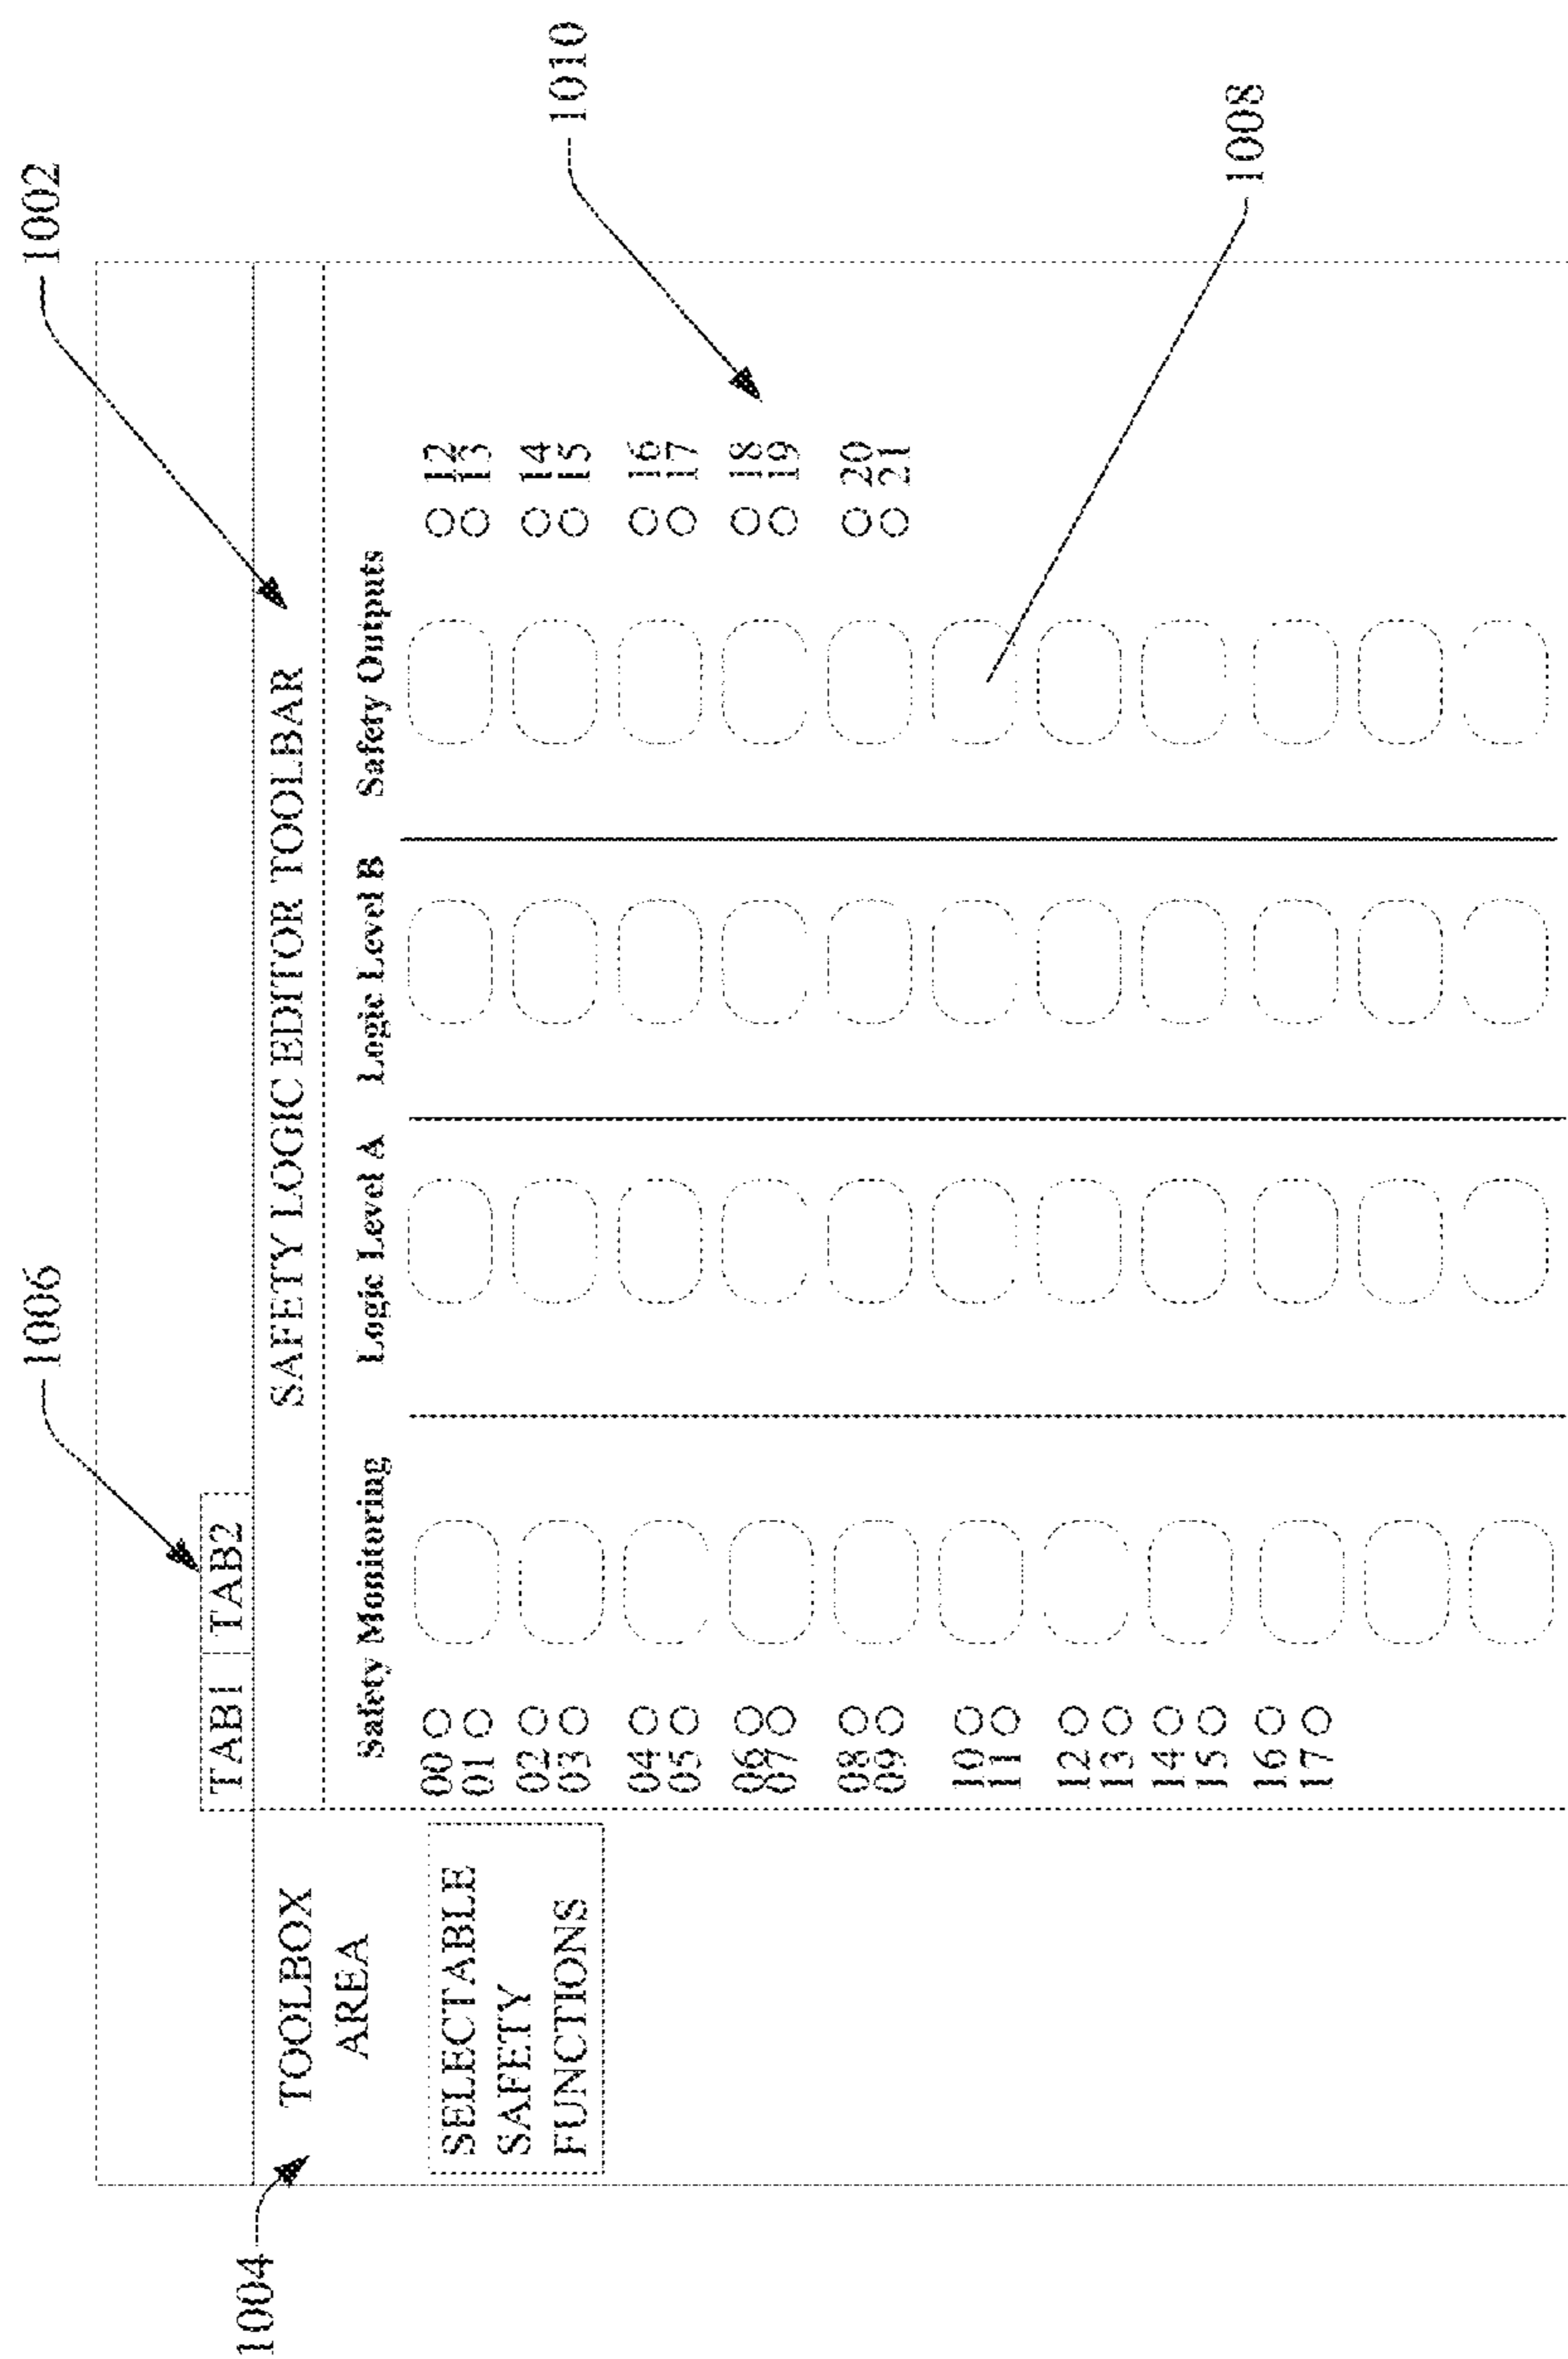 1002
1006
1010
1004
1008
TAB1 TAB2
TOOLBOX
AREA
SAFETY LOGIC EDITOR TOOLBAR
SELECTABLE
SAFETY
FUNCTIONS
Safety Monitoring Logic Level A Logic Level B Safety Outputs
00 12
01 13
02 14
03 15
04 16
05 17
06 18
07 19
08 20
09 21
10
11
12
13
14
15
16
17